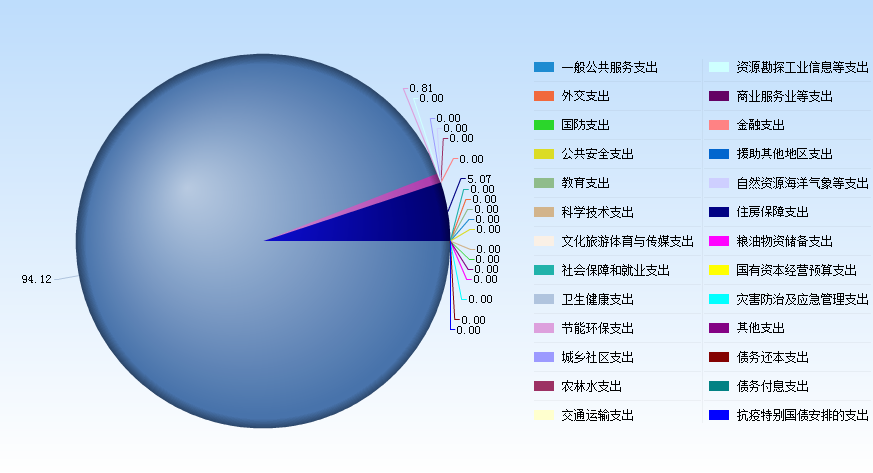 0.81
0.00
0.00
0.00
0.00
0.00
5.07
0.00
0.00
0.00
0.00
0.00
0.00
0.00
0.00
0.00
94.12
0.00
0.00
0.00
一般公共服务支出
外交支出
国防支出
公共安全支出
教育支出
科学技术支出
文化旅游体育与传媒支出
社会保障和就业支出
卫生健康支出
节能环保支出
城乡社区支出
农林水支出
交通运输支出
资源勘探工业信息等支出
商业服务业等支出
金融支出
援助其他地区支出
自然资源海洋气象等支出
住房保障支出
粮油物资储备支出
国有资本经营预算支出
灾害防治及应急管理支出
其他支出
债务还本支出
债务付息支出
抗疫特别国债安排的支出